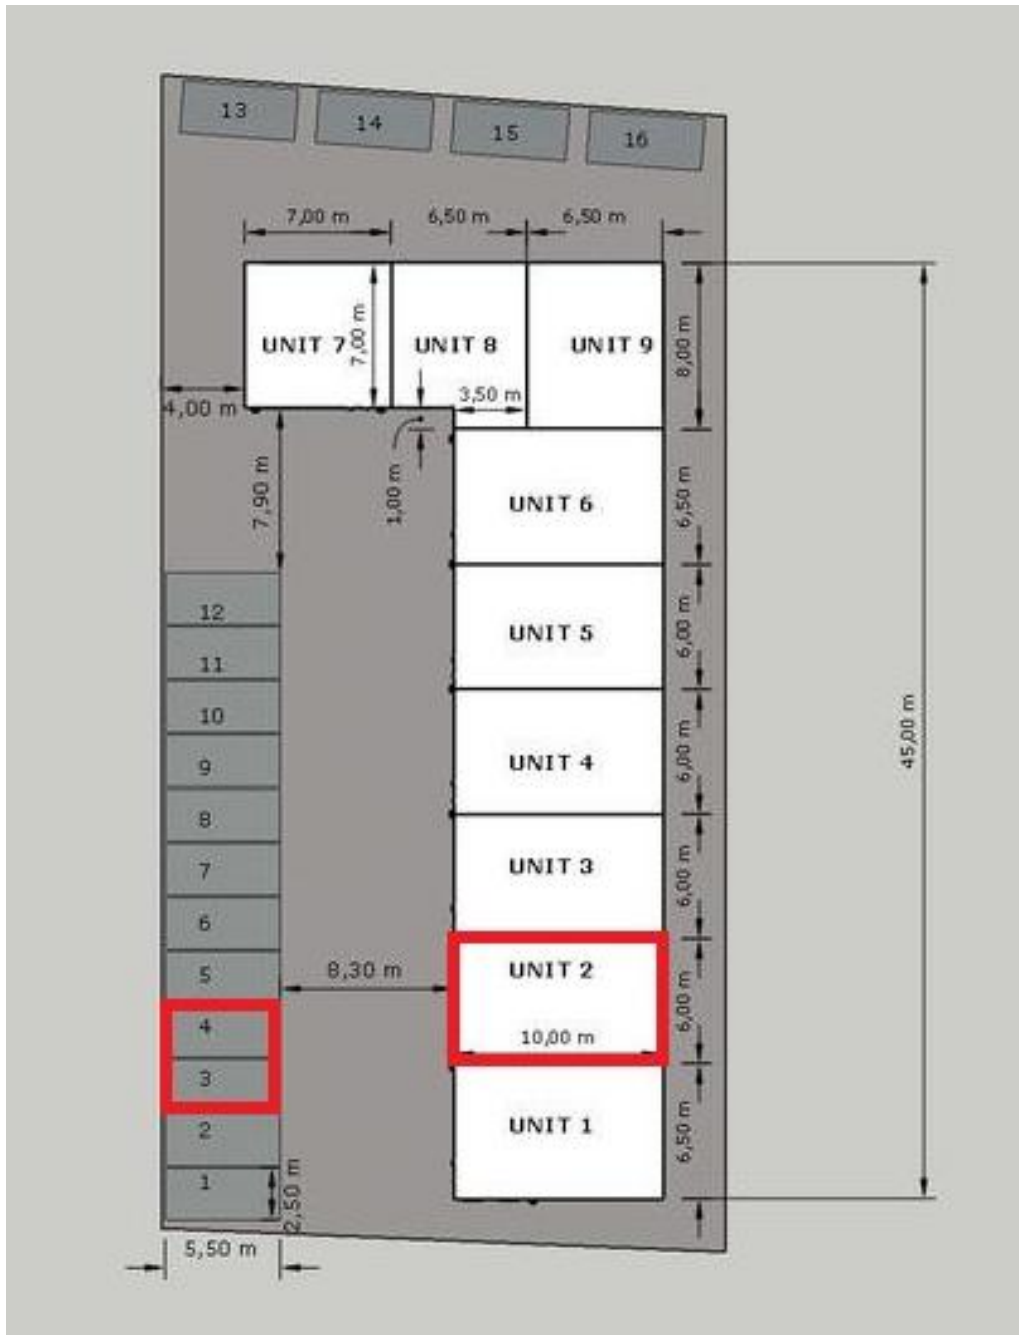 13
14
15
16
7,00 m
6,50 m
6,50 m
UNIT 7
7,00 m
UNIT 8
UNIT 9
8,00 m
3,50 m
4,00 m
7,90 m
1,00 m
UNIT 6
6,50 m
12
UNIT 5
6,00 m
11
10
45,00 m
UNIT 4
6,00 m
9
8
UNIT 3
6,00 m
7
6
5
8,30 m
UNIT 2
6,00 m
4
10,00 m
3
2
UNIT 1
6,50 m
1
2,50 m
5,50 m